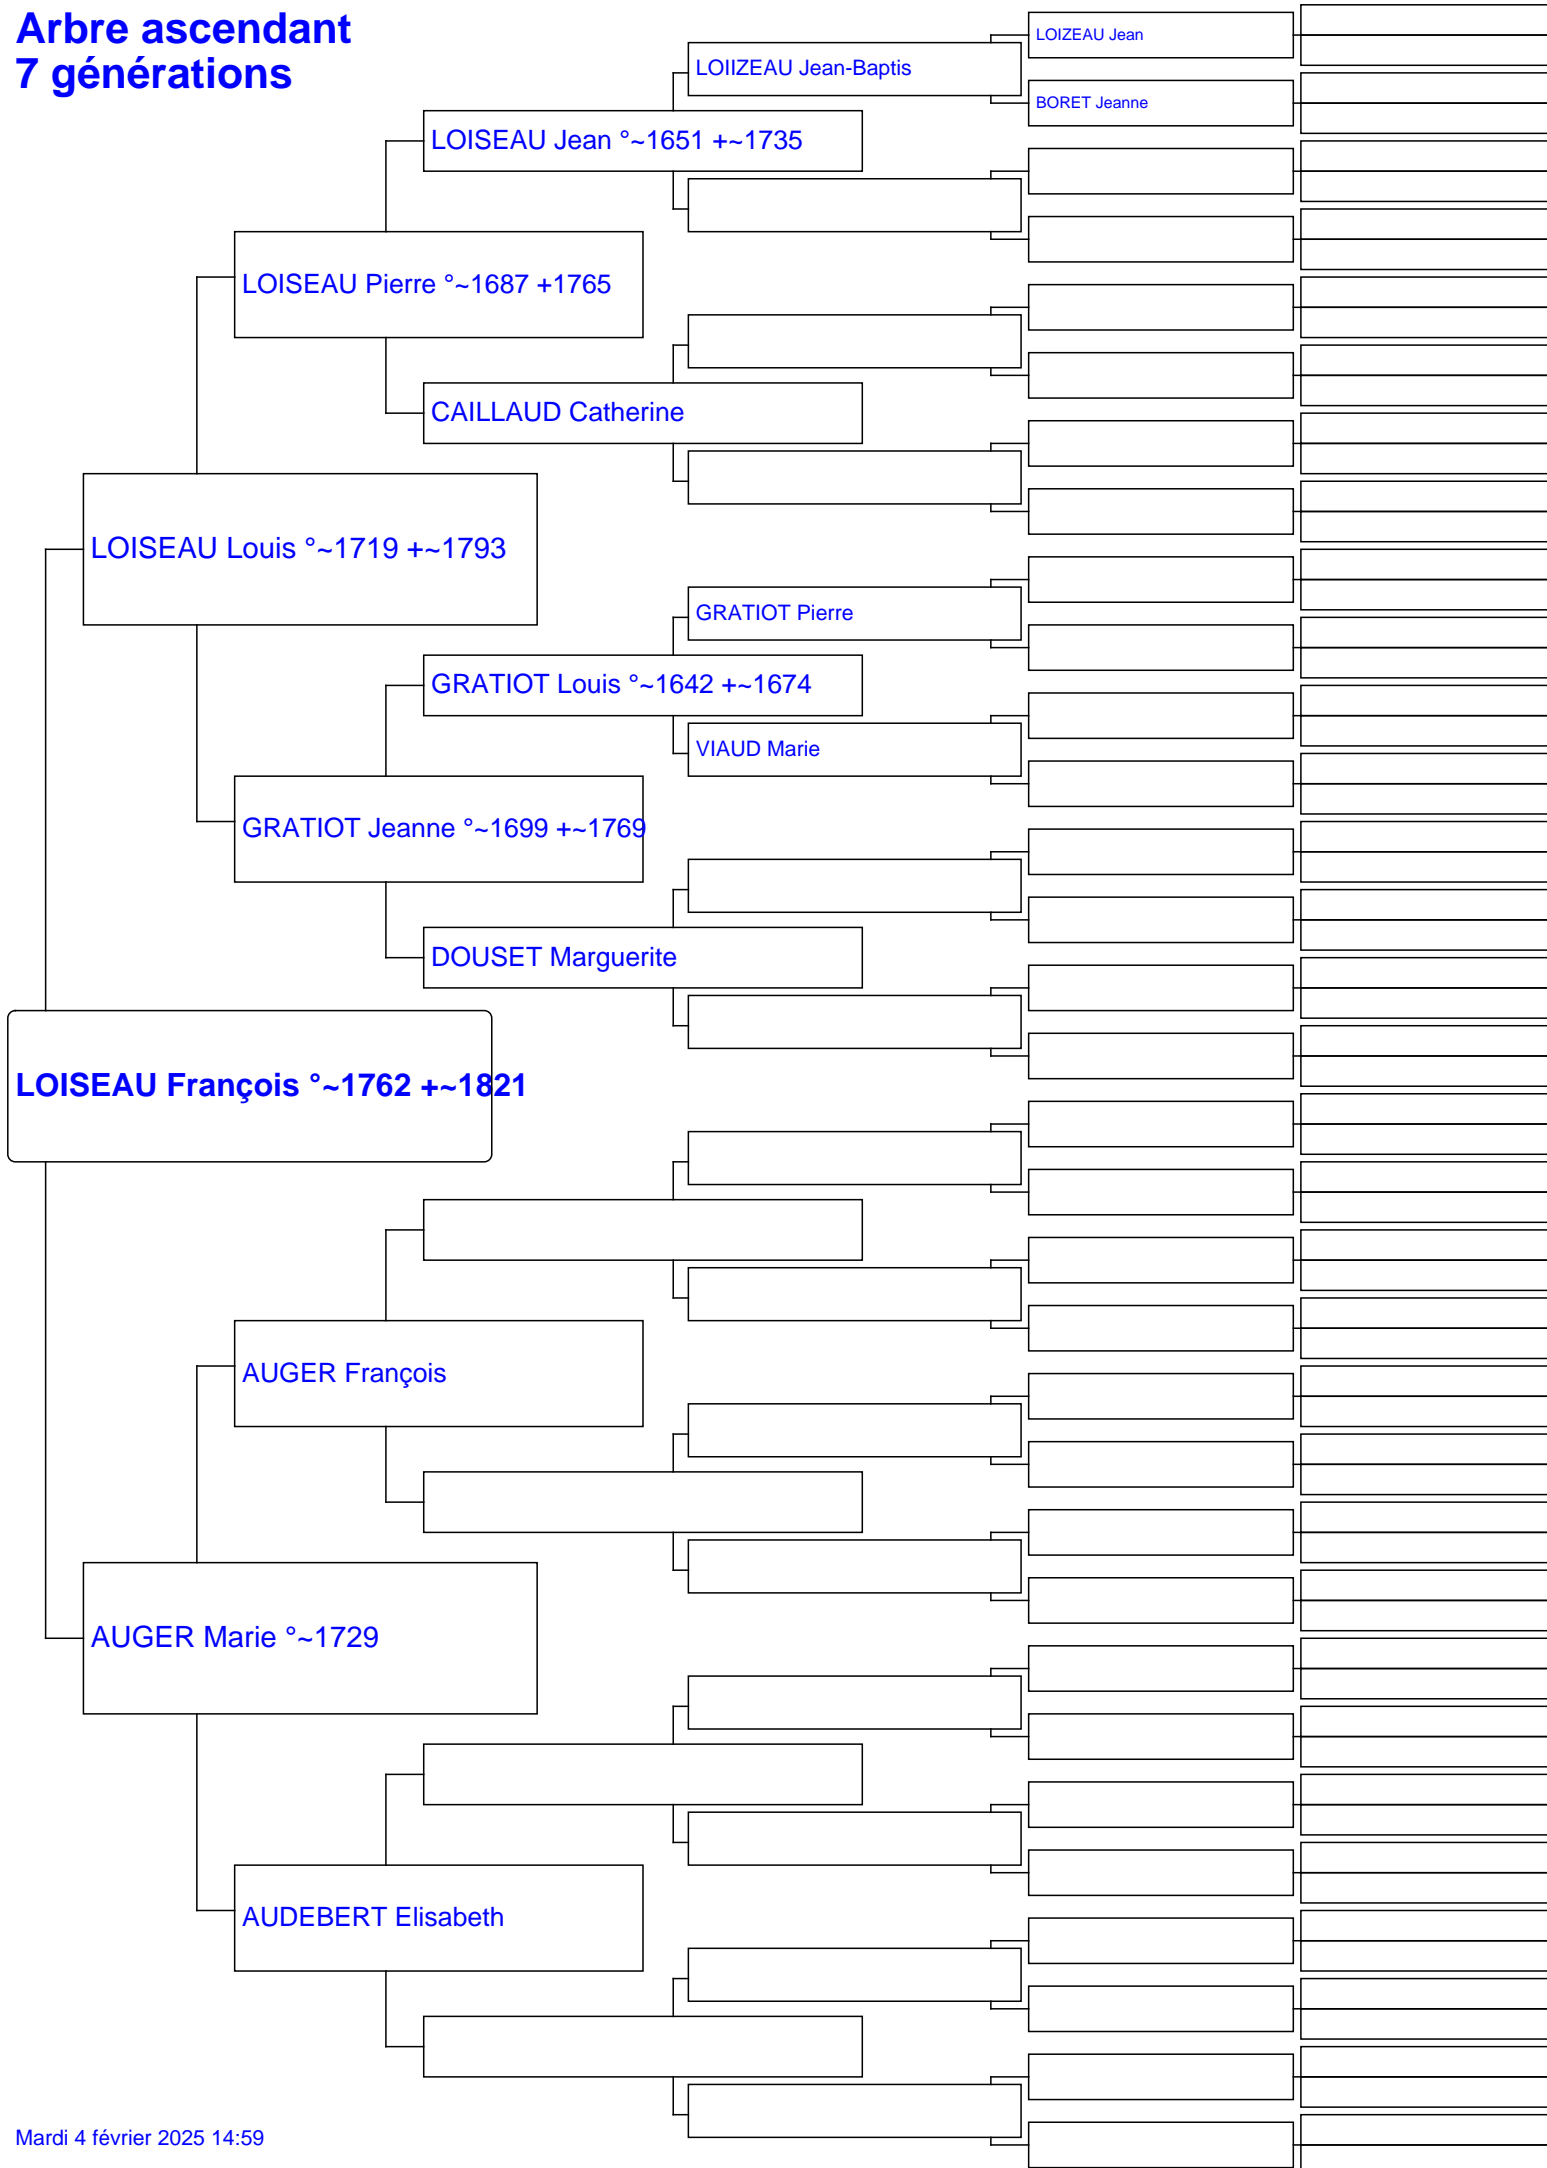 Arbre ascendant
7 générations
LOIZEAU Jean
LOIIZEAU Jean-Baptis
BORET Jeanne
LOISEAU Jean °~1651 +~1735
LOISEAU Pierre °~1687 +1765
CAILLAUD Catherine
LOISEAU Louis °~1719 +~1793
GRATIOT Pierre
GRATIOT Louis °~1642 +~1674
VIAUD Marie
GRATIOT Jeanne °~1699 +~1769
DOUSET Marguerite
LOISEAU François °~1762 +~1821
AUGER François
AUGER Marie °~1729
AUDEBERT Elisabeth
Mardi 4 février 2025 14:59